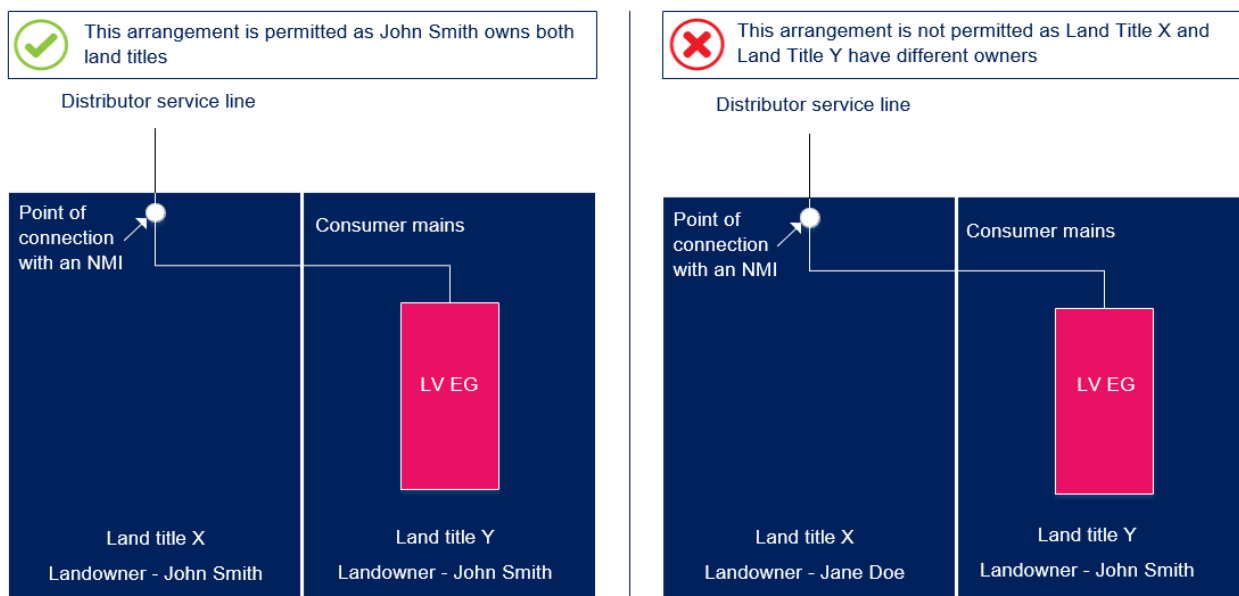 This arrangement is permitted as John Smith owns both
land titles
Distributor service line
Point of
connection
with an NMI
Consumer mains
LV EG
Land title X
Landowner - John Smith
Land title Y
Landowner - John Smith
This arrangement is not permitted as Land Title X and
Land Title Y have different owners
Distributor service line
Point of
connection
with an NMI
Consumer mains
LV EG
Land title X
Landowner - Jane Doe
Land title Y
Landowner - John Smith